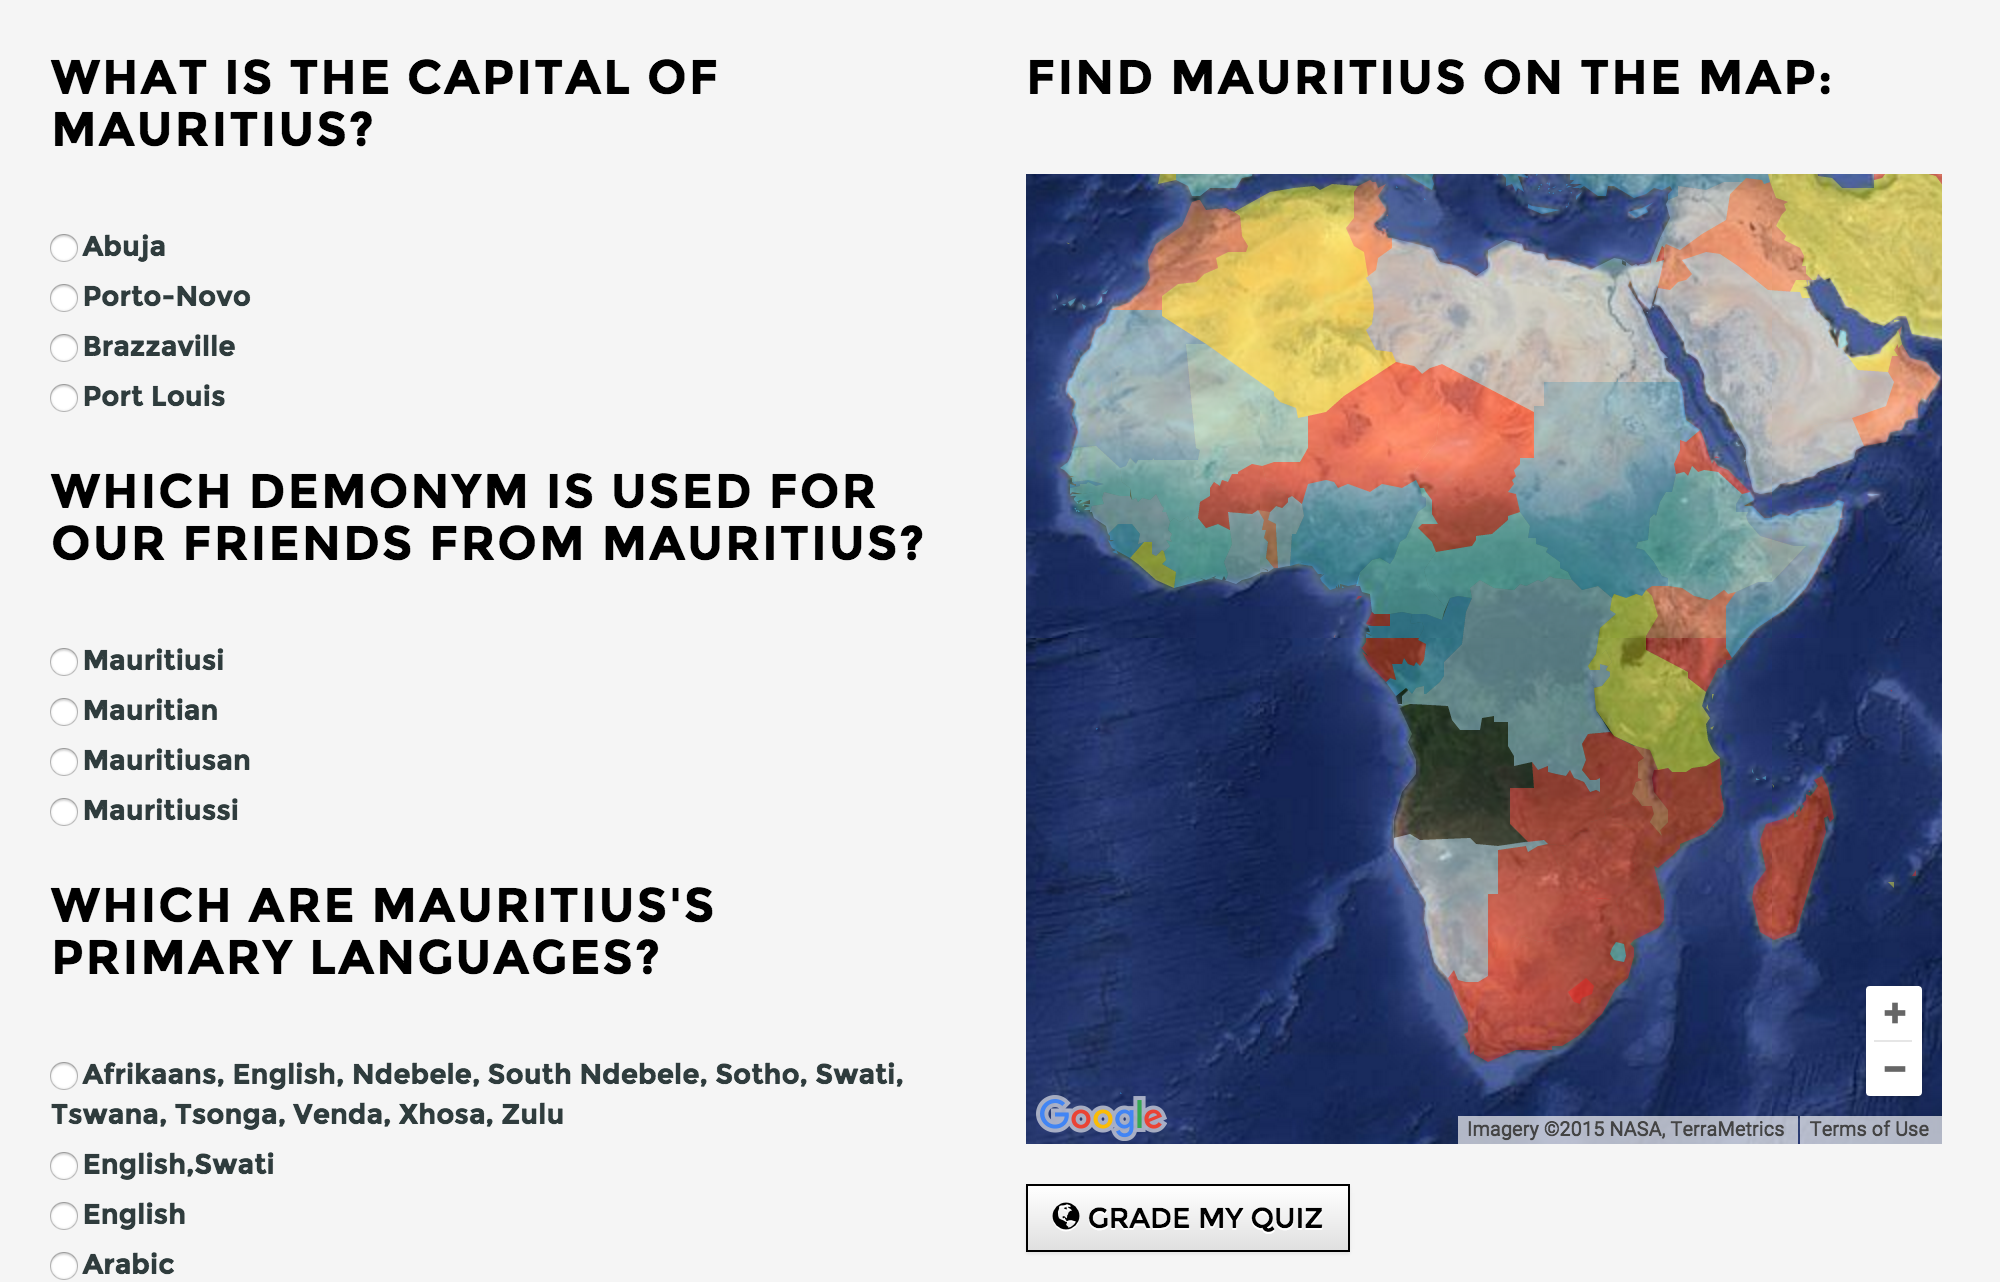 WHAT IS THE CAPITAL OF
MAURITIUS?
Abuja
Porto-Novo
Brazzaville
Port Louis
WHICH DEMONYM IS USED FOR
OUR FRIENDS FROM MAURITIUS?
Mauritiusi
Mauritian
Mauritiusan
Mauritiussi
WHICH ARE MAURITIUS'S
PRIMARY LANGUAGES?
Afrikaans, English, Ndebele, South Ndebele, Sotho, Swati,
Tswana, Tsonga, Venda, Xhosa, Zulu
English,Swati
English
Arabic
FIND MAURITIUS ON THE MAP:
+
−
Google
Imagery ©2015 NASA, TerraMetrics
Terms of Use
GRADE MY QUIZ